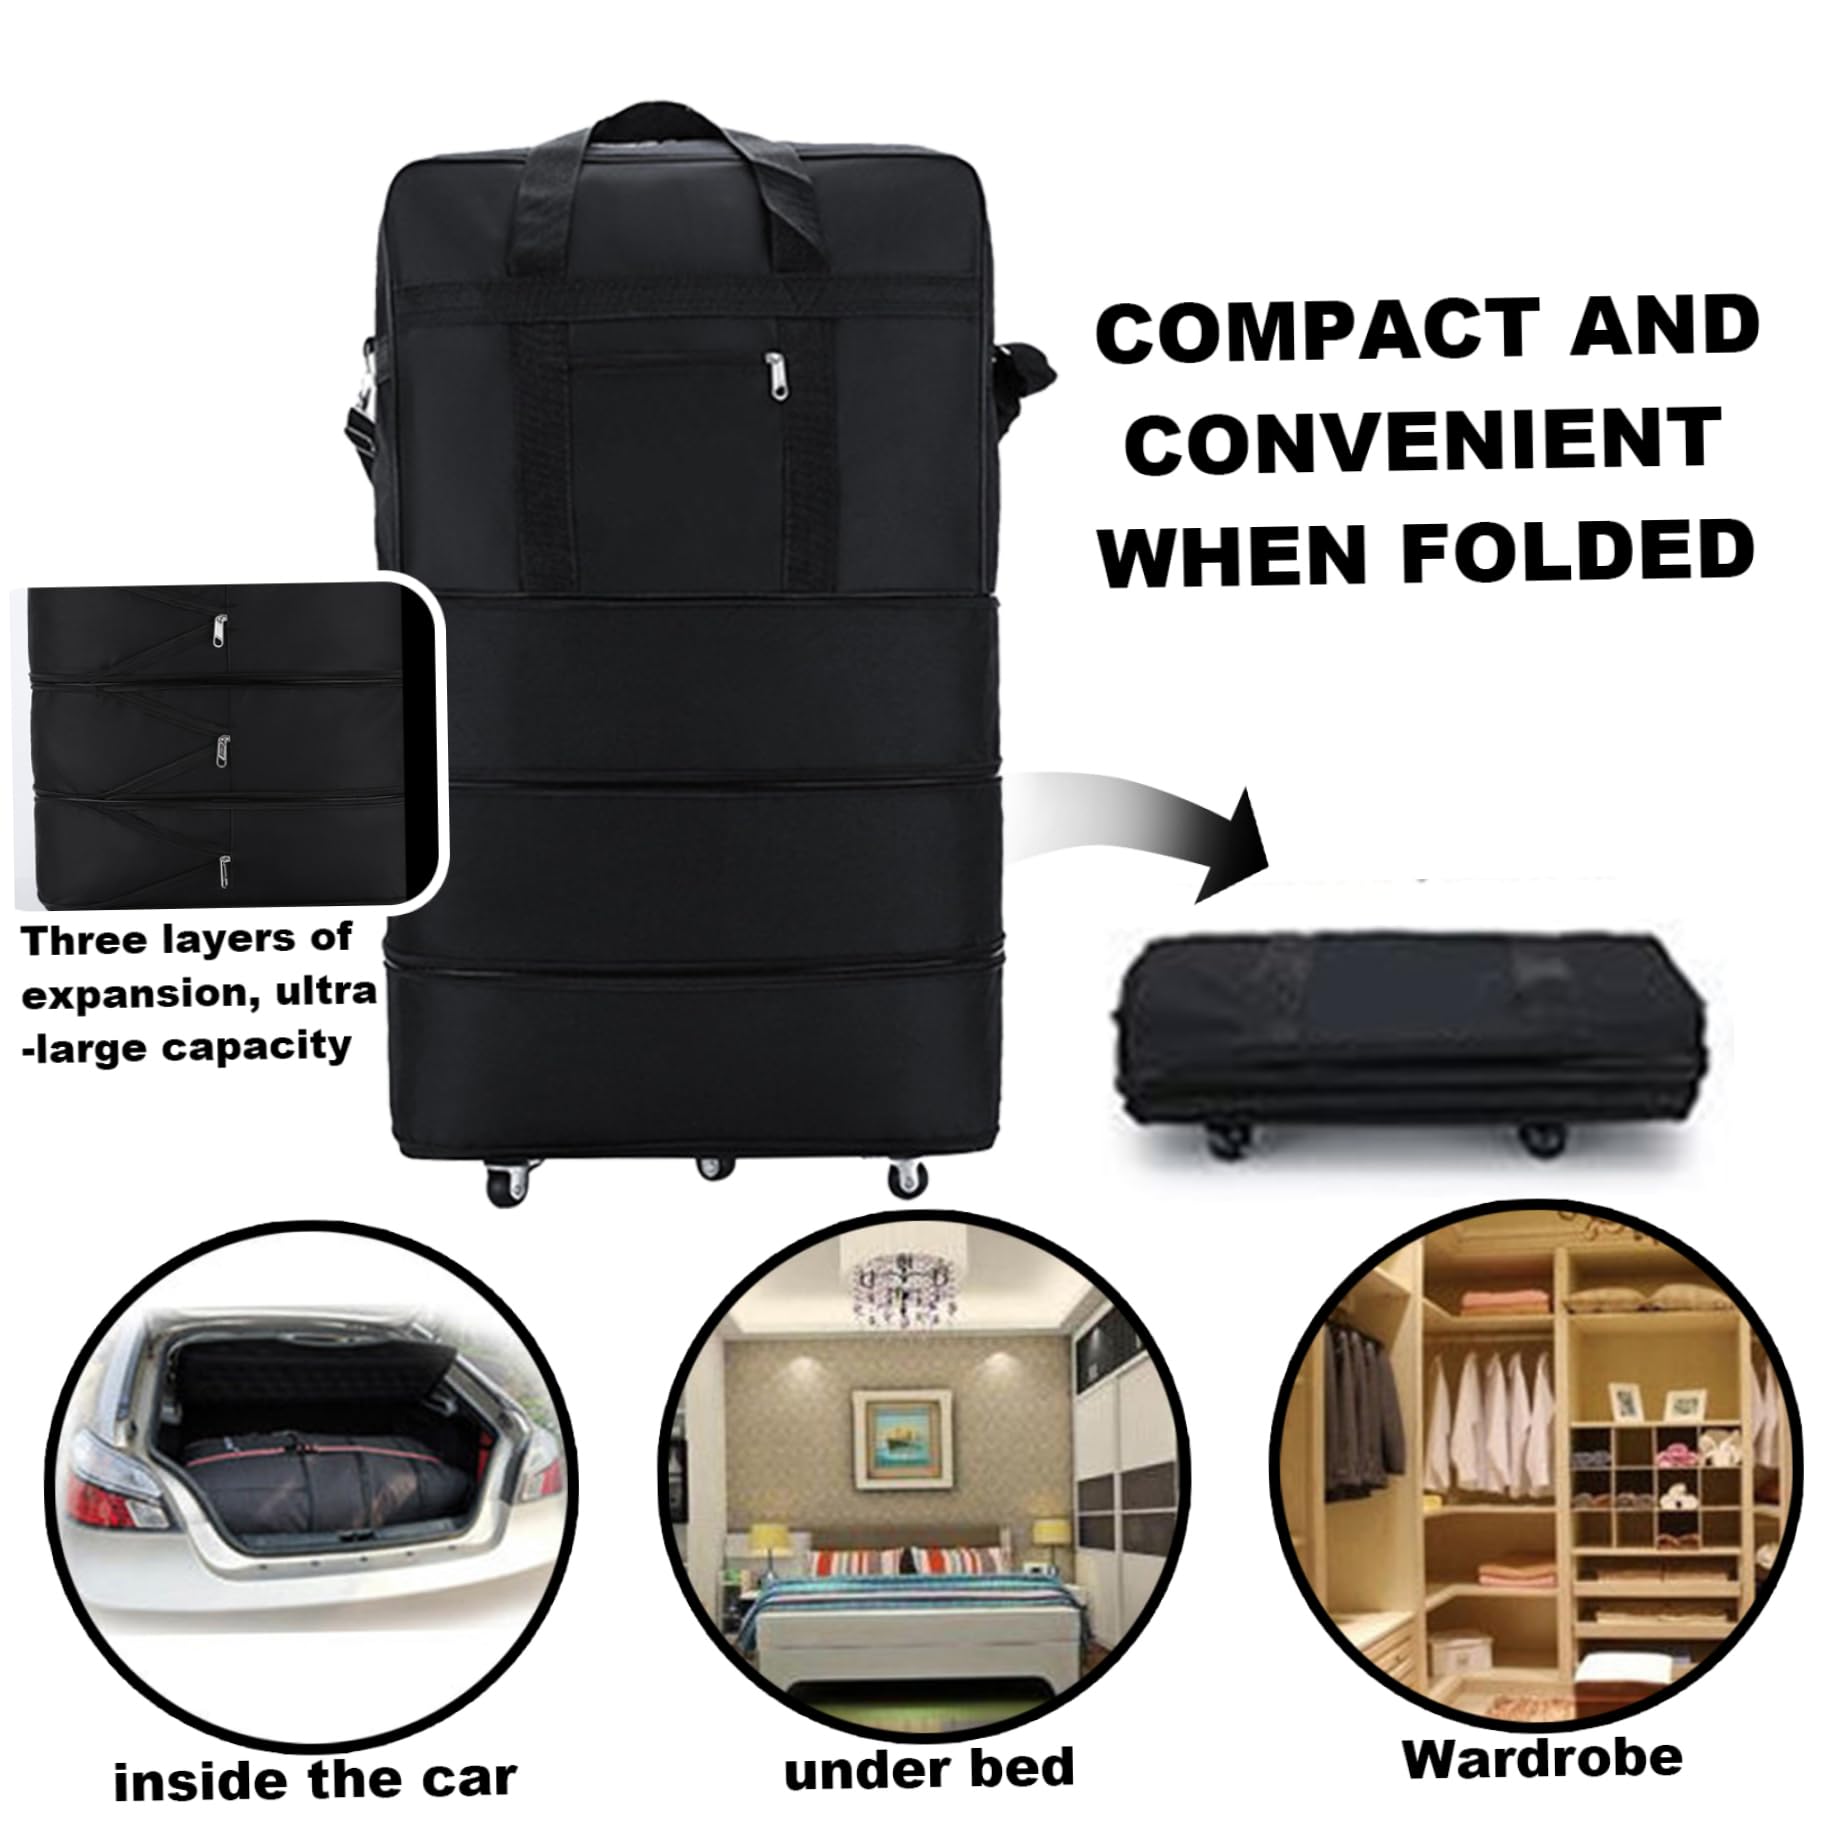 COMPACT AND
CONVENIENT
WHEN FOLDED
Three layers of
expansion, ultra
-large capacity
inside the car
under bed
Wardrobe